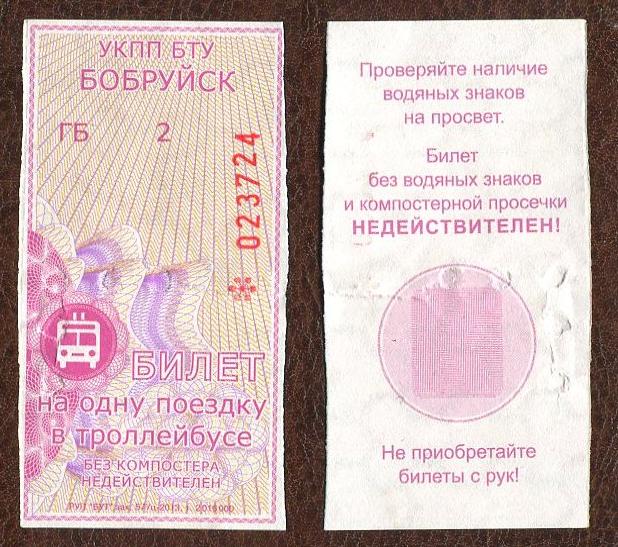 УКПП БТУ
БОБРУЙСК
ГБ 2
023724
БИЛЕТ
на одну поездку
в троллейбусе
БЕЗ КОМПОСТЕРА
НЕДЕЙСТВИТЕЛЕН
Проверяйте наличие
водяных знаков
на просвет.
Билет
без водяных знаков
и компостерной просечки
НЕДЕЙСТВИТЕЛЕН!
Не приобретайте
билеты с рук!